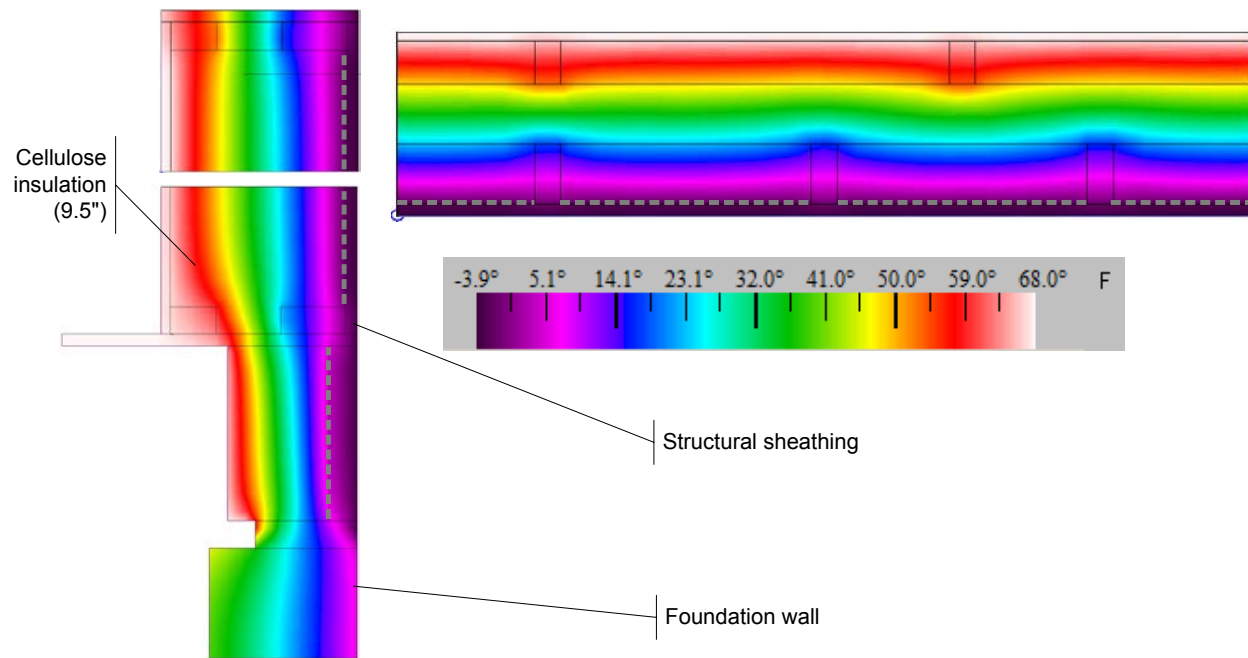 Cellulose
insulation
(9.5")
-3.9° 5.1° 14.1° 23.1° 32.0° 41.0° 50.0° 59.0° 68.0° F
Structural sheathing
Foundation wall